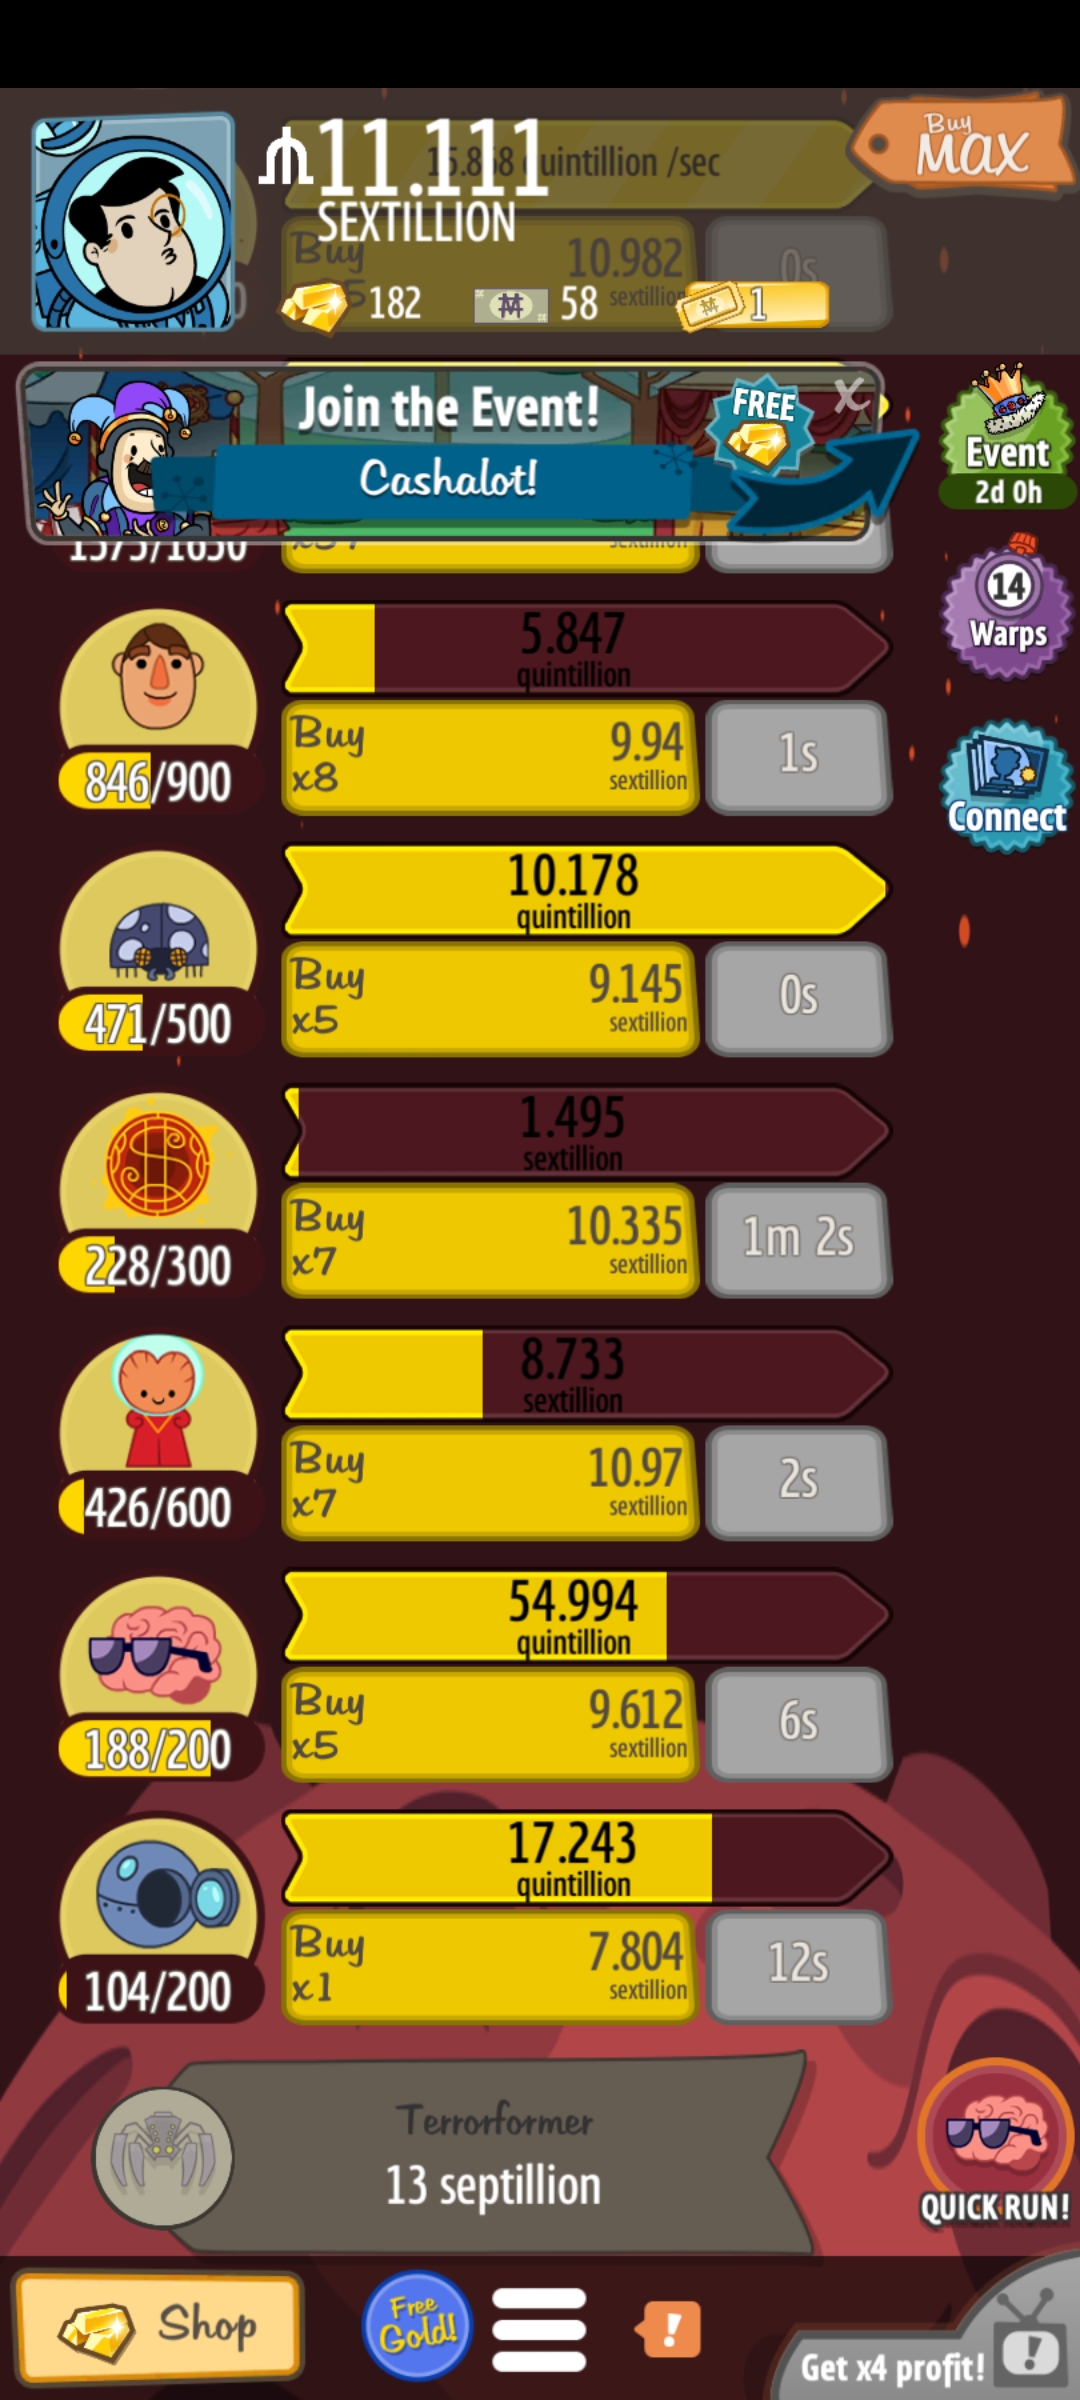 11.111
SEXTILLION
quintillion /sec
Buy
MAX
Buy
10.982
sextillion
0s
182
58
1
Join the Event!
FREE
X
Cashalot!
Event
2d 0h
1575/1650
sextillion
14
Warps
Connect
5.847
quintillion
846/900
Buy
x8
9.94
sextillion
1s
10.178
quintillion
471/500
Buy
x5
9.145
sextillion
0s
1.495
sextillion
228/300
Buy
x7
10.335
sextillion
1m 2s
8.733
sextillion
426/600
Buy
x7
10.97
sextillion
2s
54.994
quintillion
188/200
Buy
x5
9.612
sextillion
6s
17.243
quintillion
104/200
Buy
x1
7.804
sextillion
12s
Terrorformer
13 septillion
QUICK RUN!
Shop
Free
Gold!
!
Get x4 profit!
!